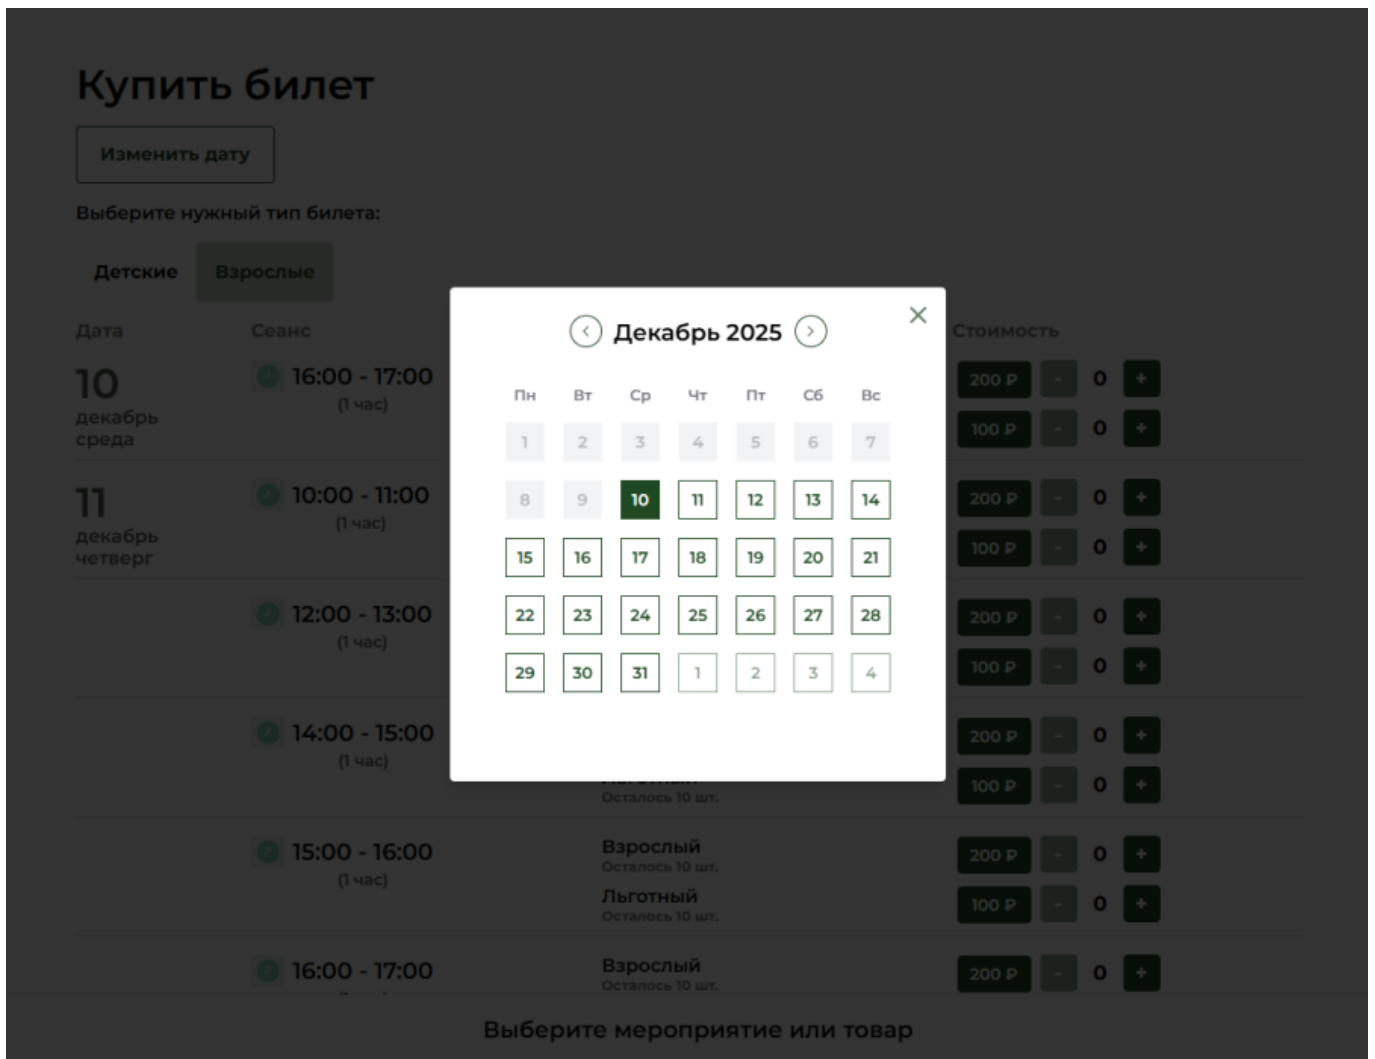 Купить билет
Изменить дату
Выберите нужный тип билета:
Детские Взрослые
Дата Сеанс Стоимость
10
декабрь
среда
16:00 - 17:00
(1 час)
200 ₽ - 0 +
100 ₽ - 0 +
11
декабрь
четверг
10:00 - 11:00
(1 час)
200 ₽ - 0 +
100 ₽ - 0 +
12:00 - 13:00
(1 час)
200 ₽ - 0 +
100 ₽ - 0 +
14:00 - 15:00
(1 час)
200 ₽ - 0 +
Льготный
Осталось 10 шт.
100 ₽ - 0 +
15:00 - 16:00
(1 час)
Взрослый
Осталось 10 шт.
200 ₽ - 0 +
Льготный
Осталось 10 шт.
100 ₽ - 0 +
16:00 - 17:00
Взрослый
Осталось 10 шт.
200 ₽ - 0 +
Выберите мероприятие или товар
Декабрь 2025
Пн Вт Ср Чт Пт Сб Вс
1 2 3 4 5 6 7
8 9 10 11 12 13 14
15 16 17 18 19 20 21
22 23 24 25 26 27 28
29 30 31 1 2 3 4